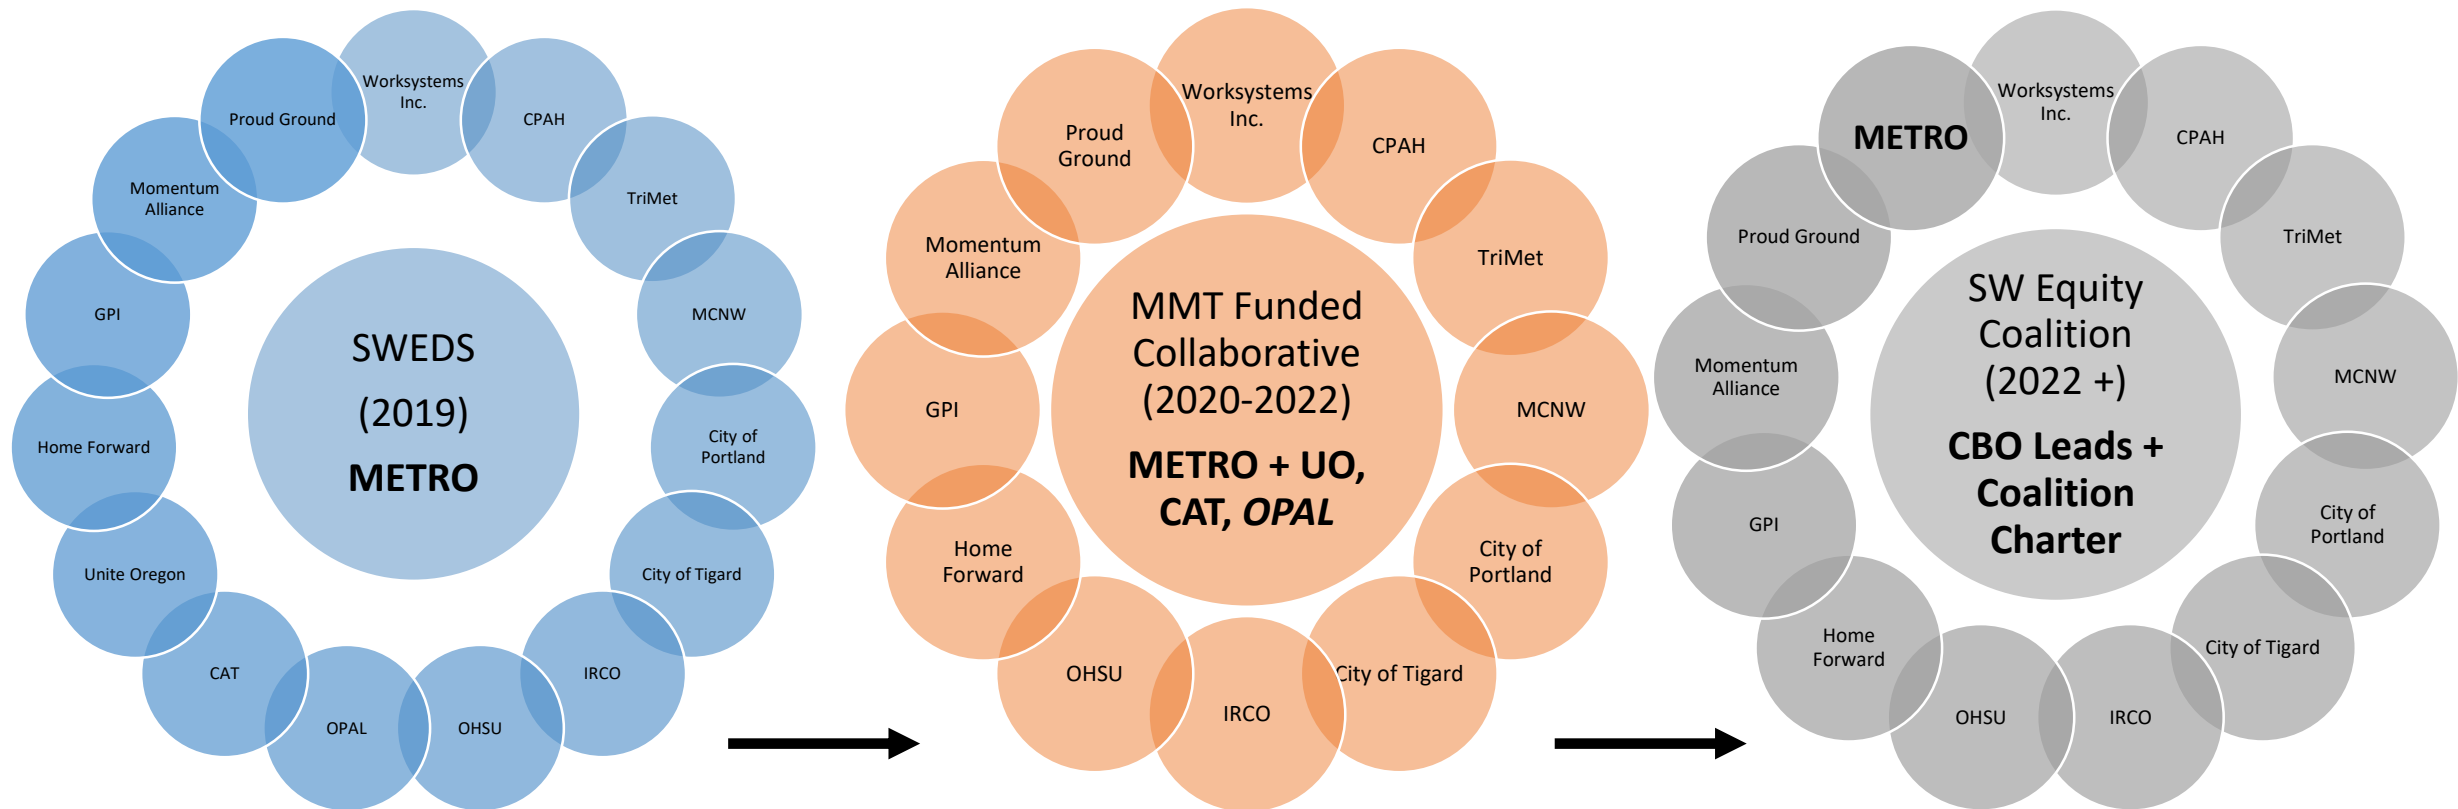 Worksystems
Inc.
CPAH
TriMet
MCNW
City of
Portland
City of Tigard
IRCO
OHSU
OPAL
CAT
Unite Oregon
Home Forward
GPI
Momentum
Alliance
Proud Ground
SWEDS
(2019)
METRO
Worksystems
Inc.
CPAH
TriMet
MCNW
City of
Portland
City of Tigard
IRCO
OHSU
Home
Forward
GPI
Momentum
Alliance
Proud
Ground
MMT Funded
Collaborative
(2020-2022)
METRO + UO,
CAT, OPAL
Worksystems
Inc.
CPAH
TriMet
MCNW
City of
Portland
City of Tigard
IRCO
OHSU
Home
Forward
GPI
Momentum
Alliance
Proud Ground
METRO
SW Equity
Coalition
(2022 +)
CBO Leads +
Coalition
Charter